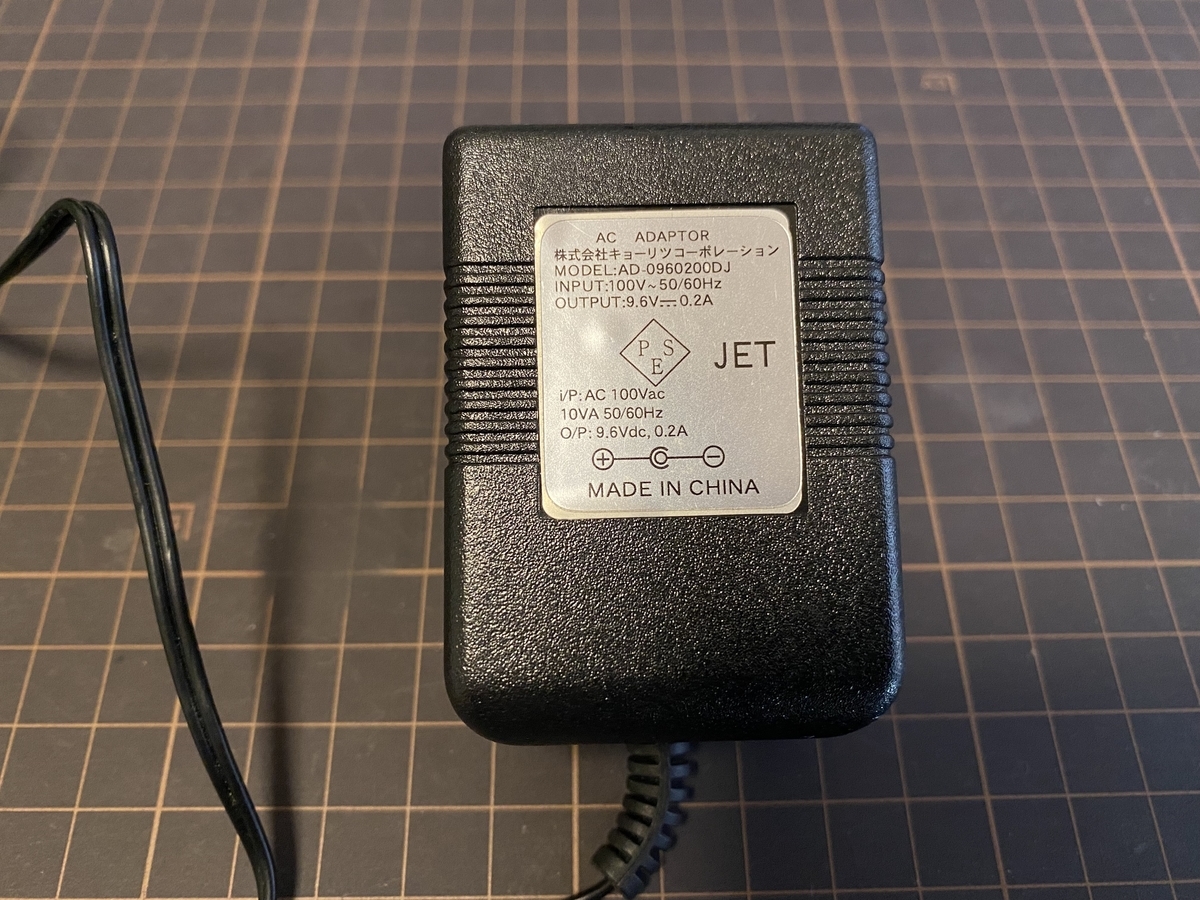 AC ADAPTOR
株式会社キョーリツコーポレーション
MODEL:AD-0960200DJ
INPUT:100V~50/60Hz
OUTPUT:9.6V⎓0.2A
PSE JET
i/P: AC 100Vac
10VA 50/60Hz
O/P: 9.6Vdc, 0.2A
MADE IN CHINA